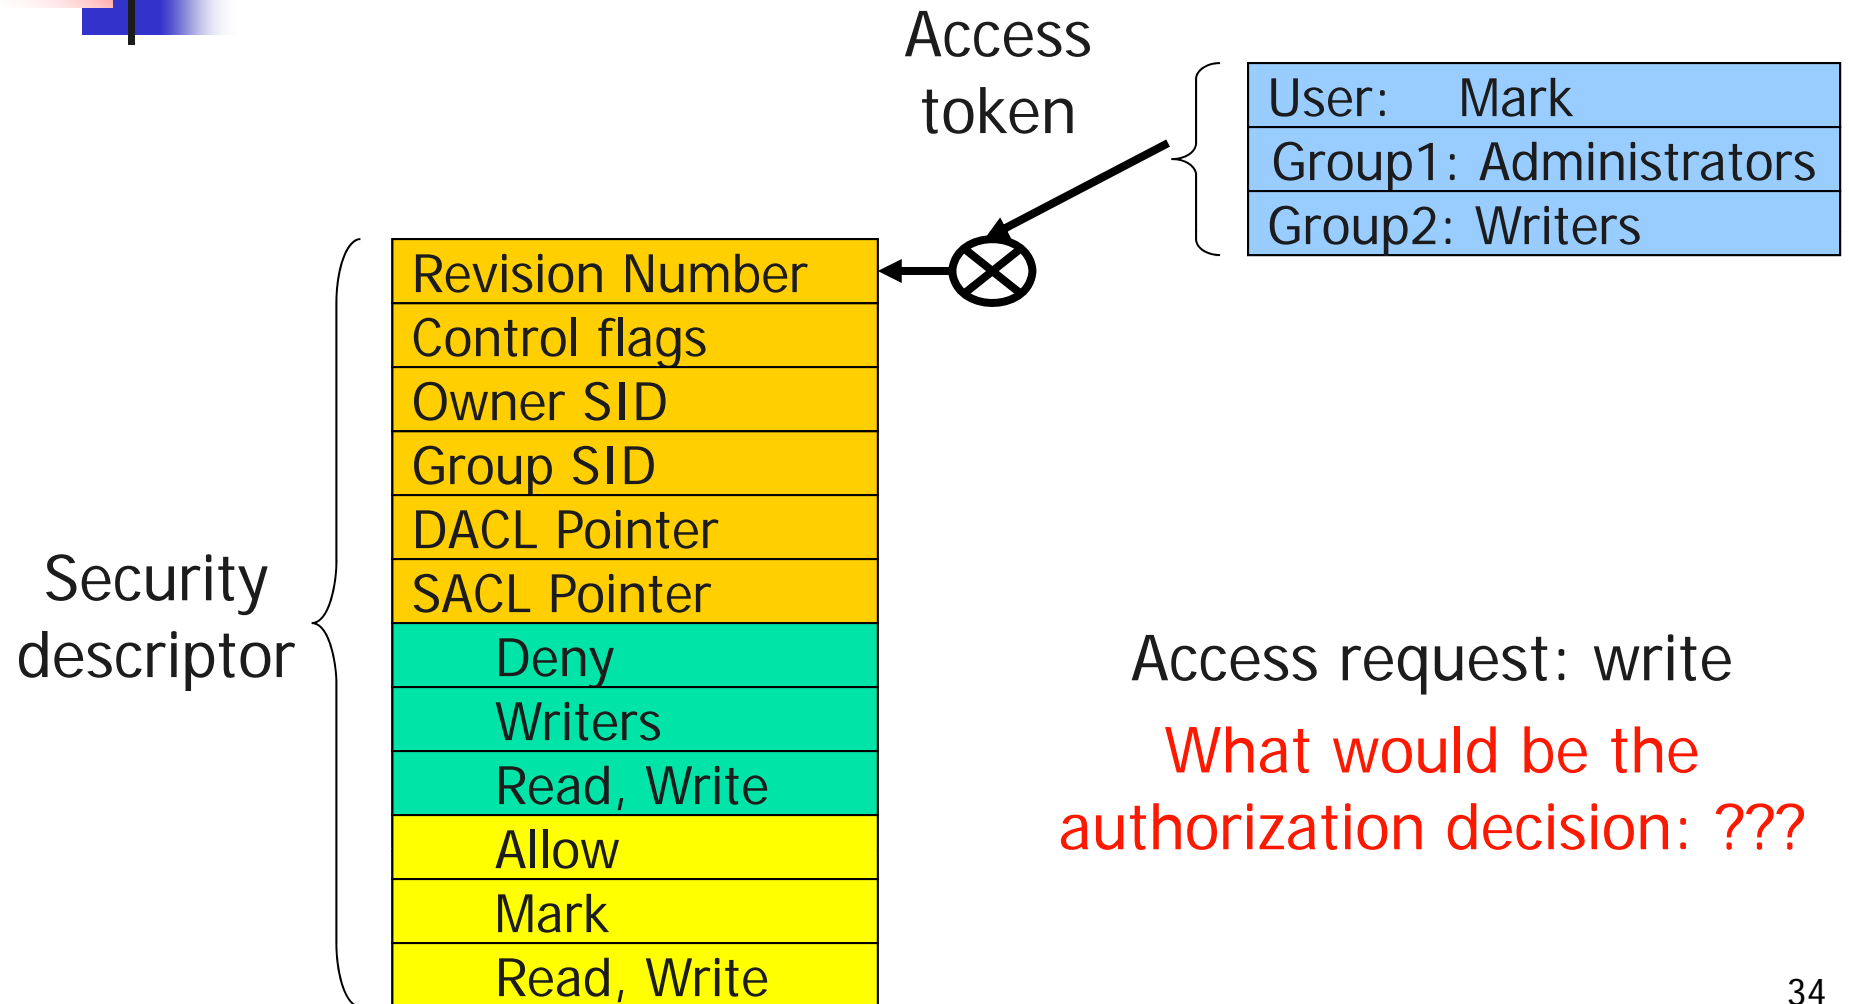 Access
token
User: Mark
Group1: Administrators
Group2: Writers
Security
descriptor
Revision Number
Control flags
Owner SID
Group SID
DACL Pointer
SACL Pointer
Deny
Writers
Read, Write
Allow
Mark
Read, Write
Access request: write
What would be the
authorization decision: ???
34